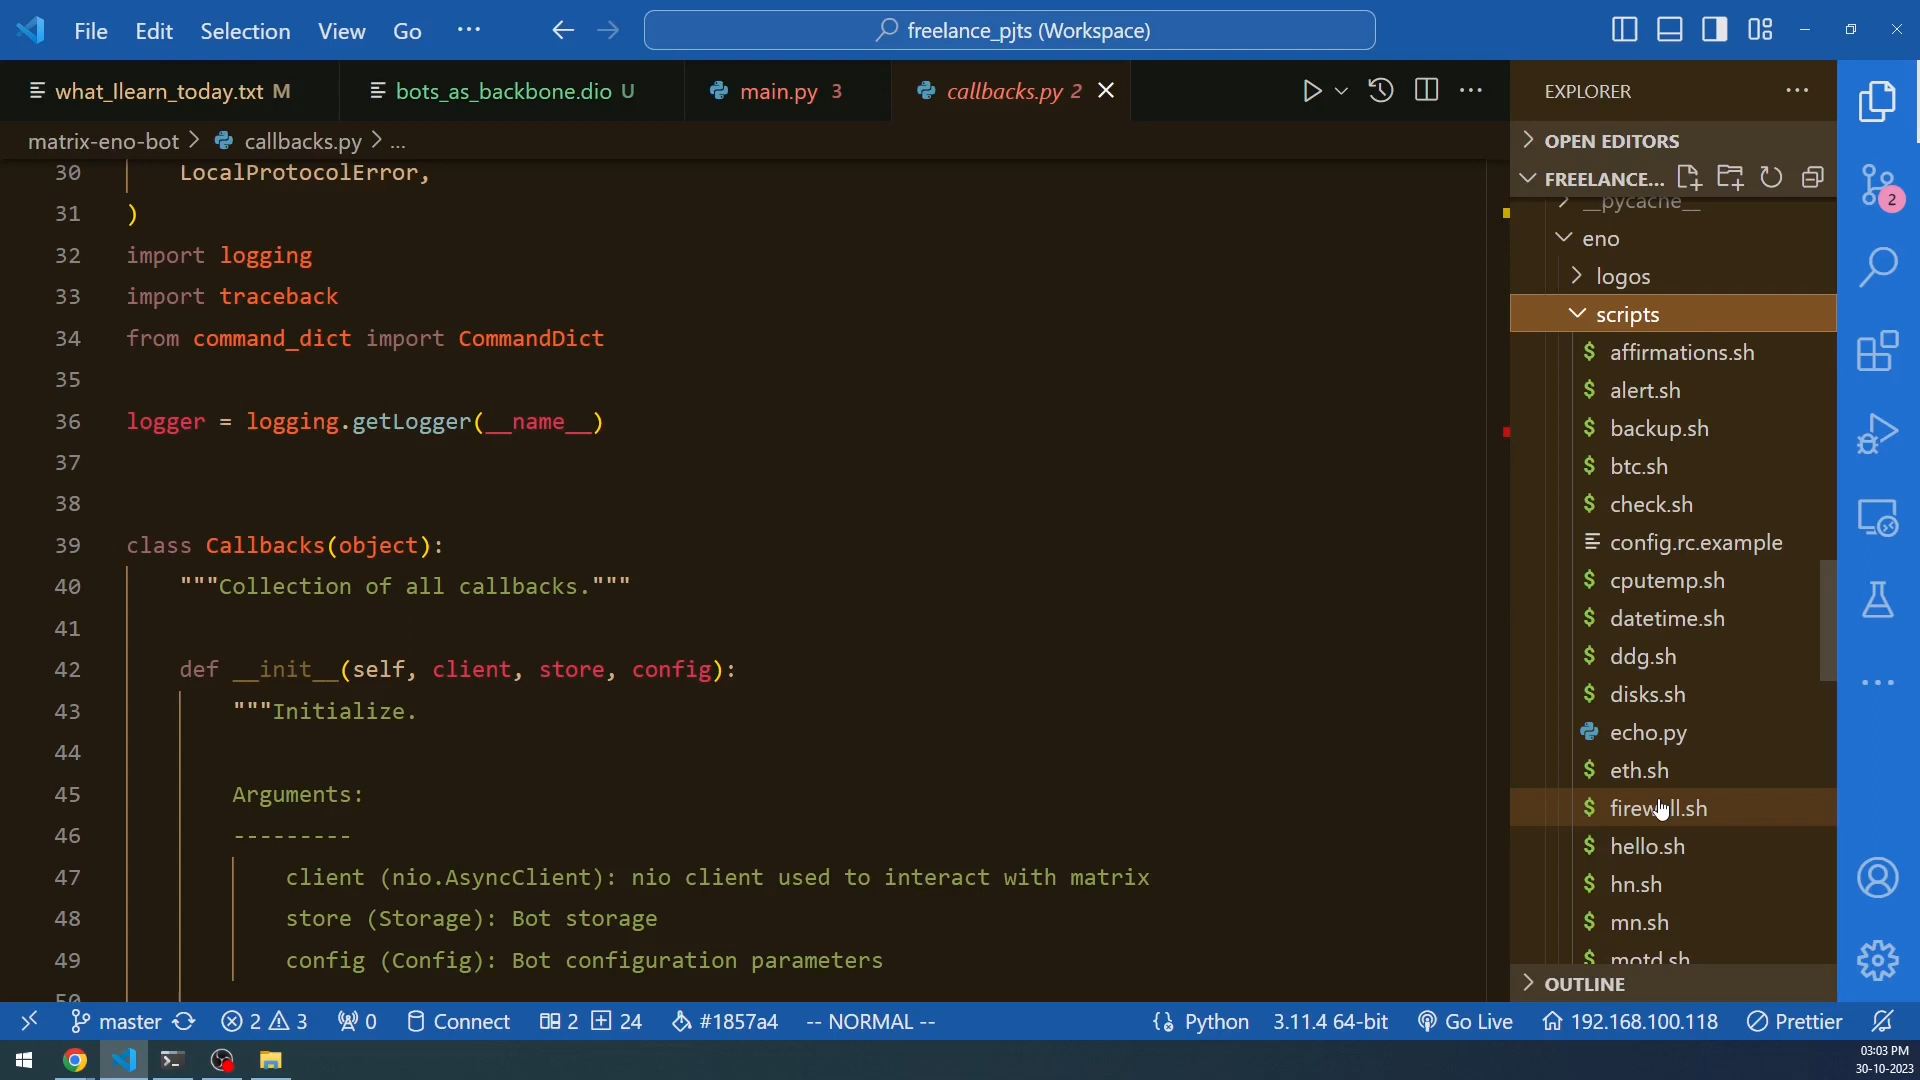 File Edit Selection View Go ··· freelance_pjts (Workspace)
what_Ilearn_today.txt M bots_as_backbone.dio U main.py 3 callbacks.py 2
matrix-eno-bot > callbacks.py > ...
30 LocalProtocolError,
31 )
32 import logging
33 import traceback
34 from command_dict import CommandDict
35
36 logger = logging.getLogger(__name__)
37
38
39 class Callbacks(object):
40 """Collection of all callbacks."""
41
42 def __init__(self, client, store, config):
43 """Initialize.
44
45 Arguments:
46 ---------
47 client (nio.AsyncClient): nio client used to interact with matrix
48 store (Storage): Bot storage
49 config (Config): Bot configuration parameters
50
EXPLORER
OPEN EDITORS
FREELANCE...
__pycache__
eno
logos
scripts
affirmations.sh
alert.sh
backup.sh
btc.sh
check.sh
config.rc.example
cputemp.sh
datetime.sh
ddg.sh
disks.sh
echo.py
eth.sh
firewall.sh
hello.sh
hn.sh
mn.sh
motd.sh
OUTLINE
2
master 2 3 0 Connect 2 24 #1857a4 -- NORMAL -- Python 3.11.4 64-bit Go Live 192.168.100.118 Prettier
03:03 PM
30-10-2023